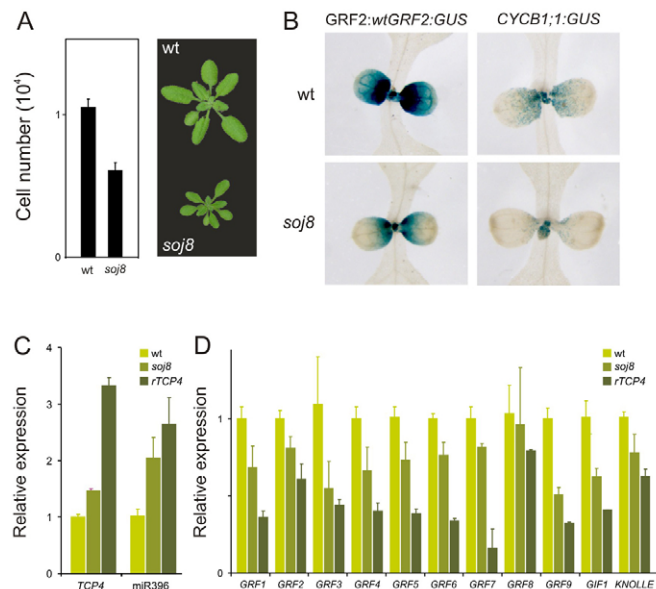 A
Cell number (10⁴)
1
0
wt
soj8
wt
soj8
B
GRF2:wtGRF2:GUS
CYCB1;1:GUS
wt
soj8
C
Relative expression
4
3
2
1
0
wt
soj8
rTCP4
TCP4
miR396
D
Relative expression
1
0
wt
soj8
rTCP4
GRF1
GRF2
GRF3
GRF4
GRF5
GRF6
GRF7
GRF8
GRF9
GIF1
KNOLLE